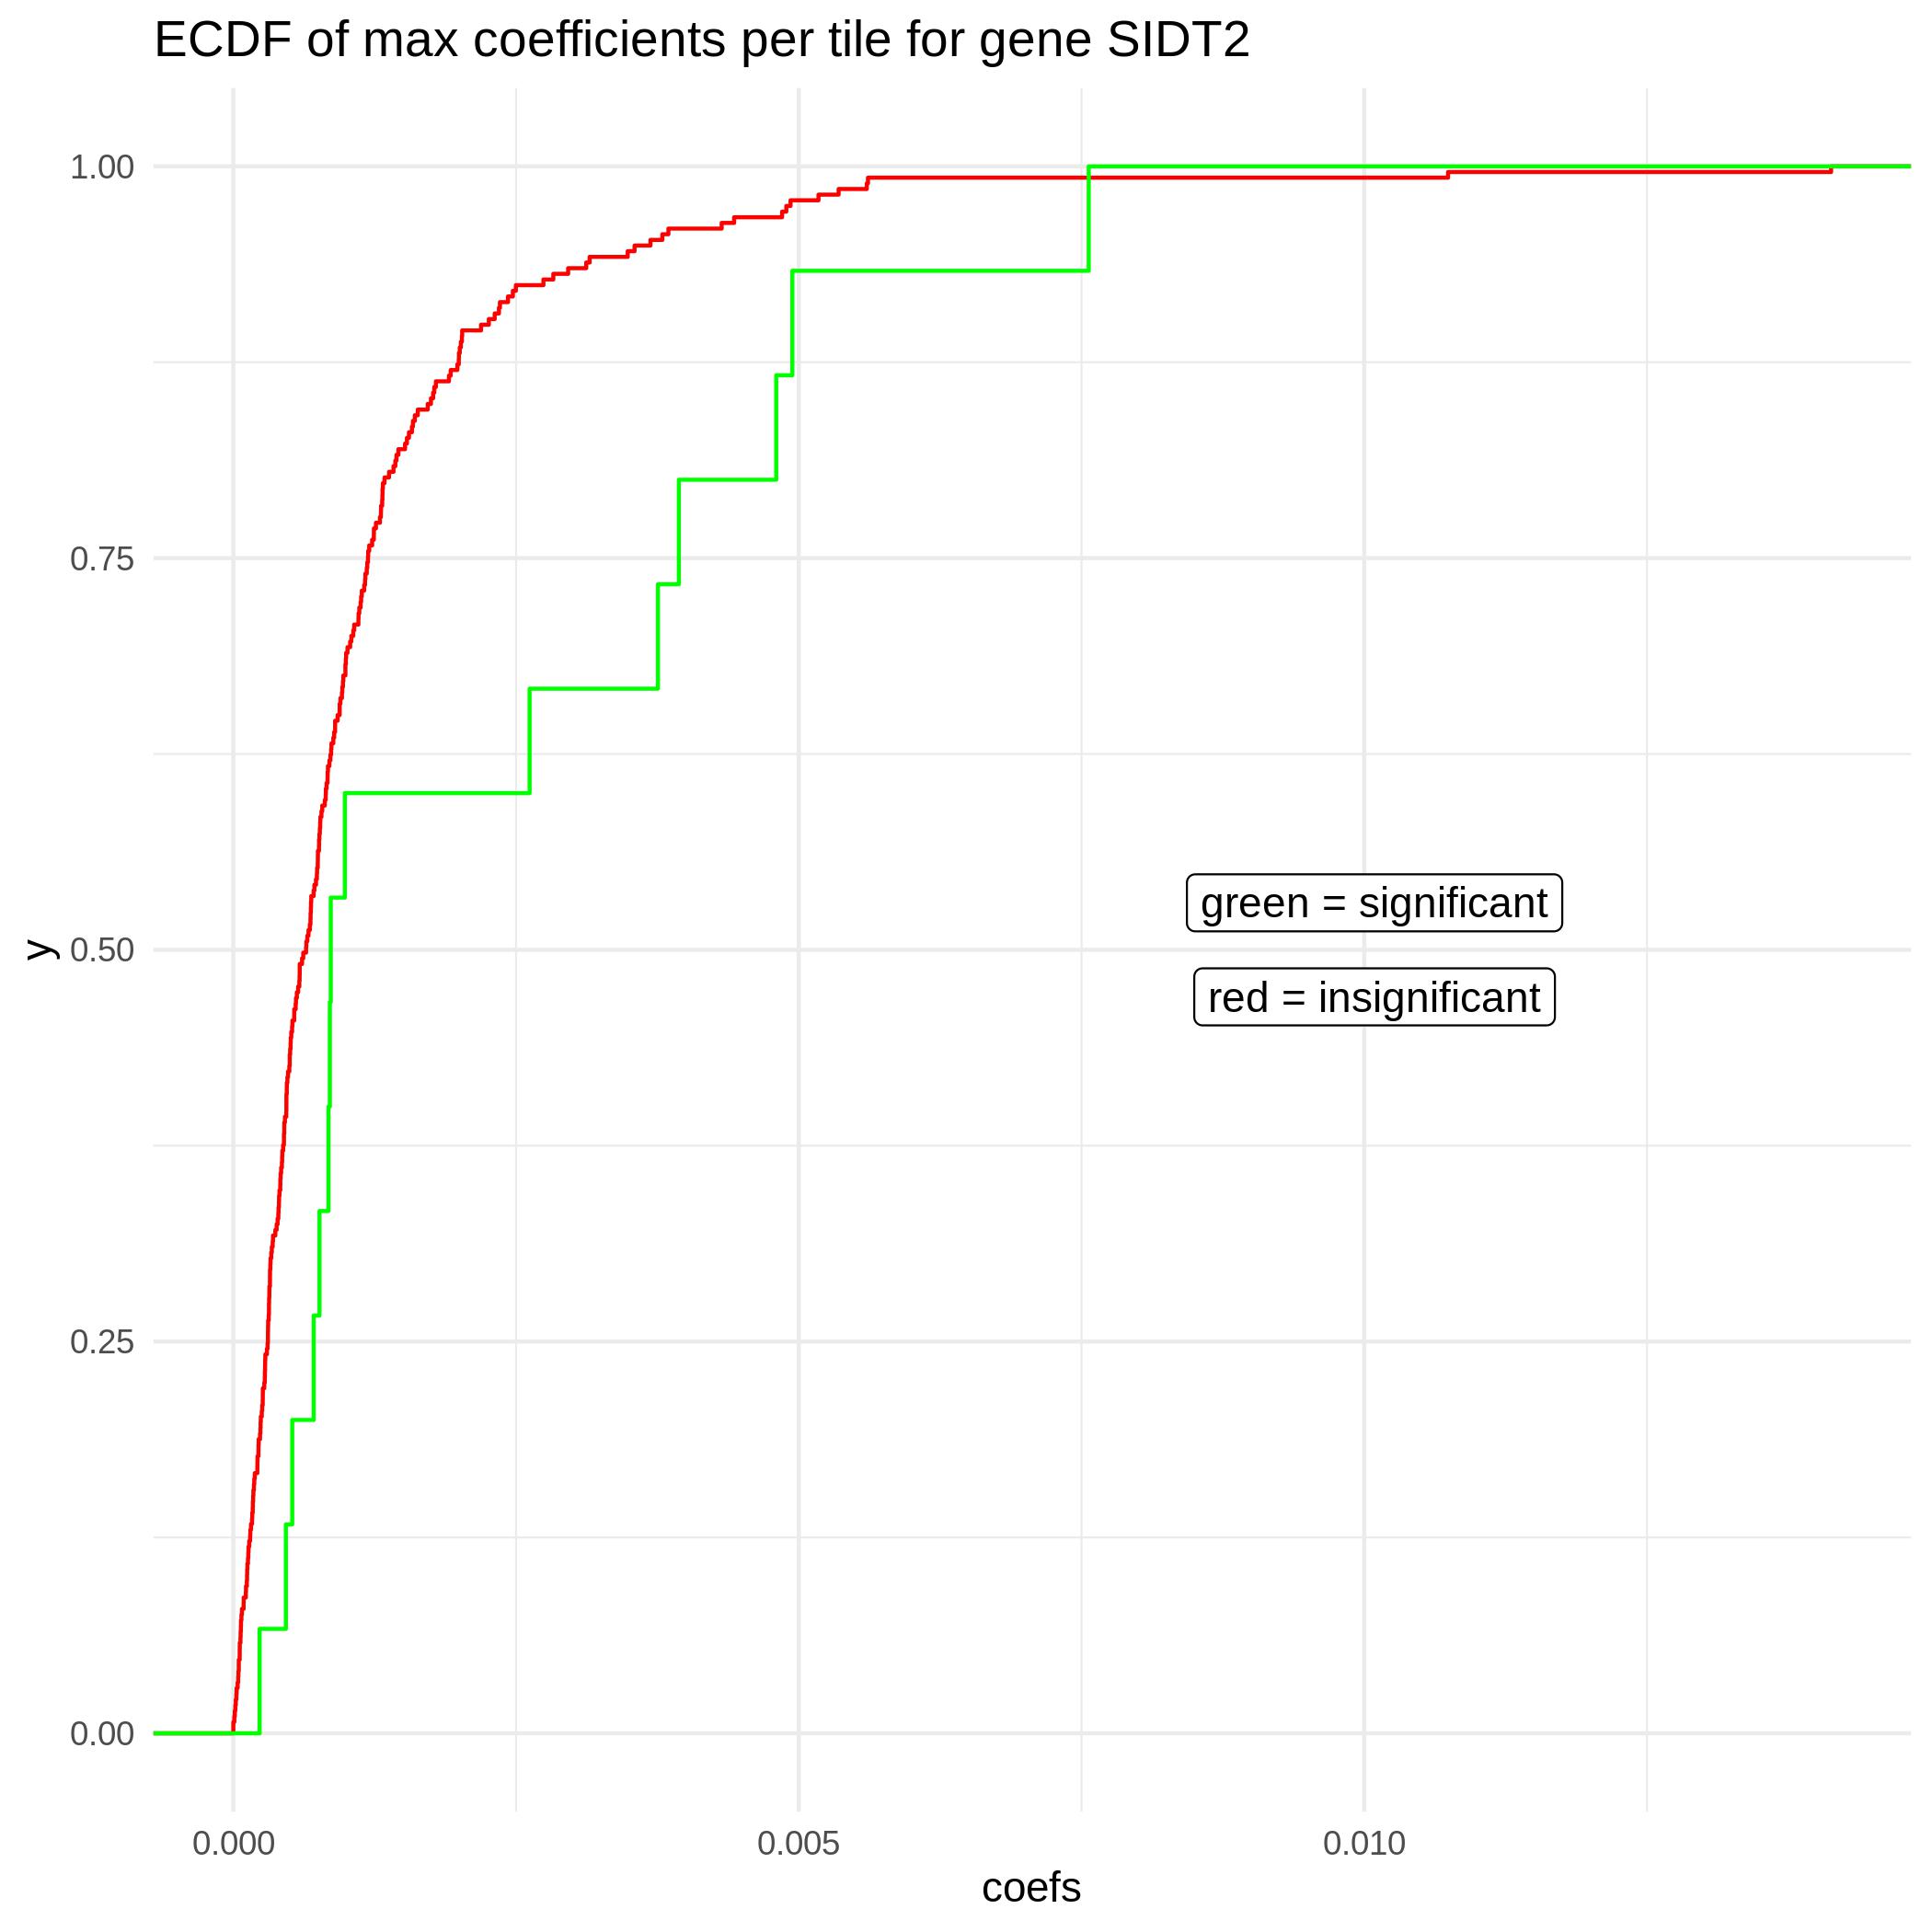 ECDF of max coefficients per tile for gene SIDT2
1.00
0.75
0.50
0.25
0.00
y
green = significant
red = insignificant
0.000 0.005 0.010
coefs